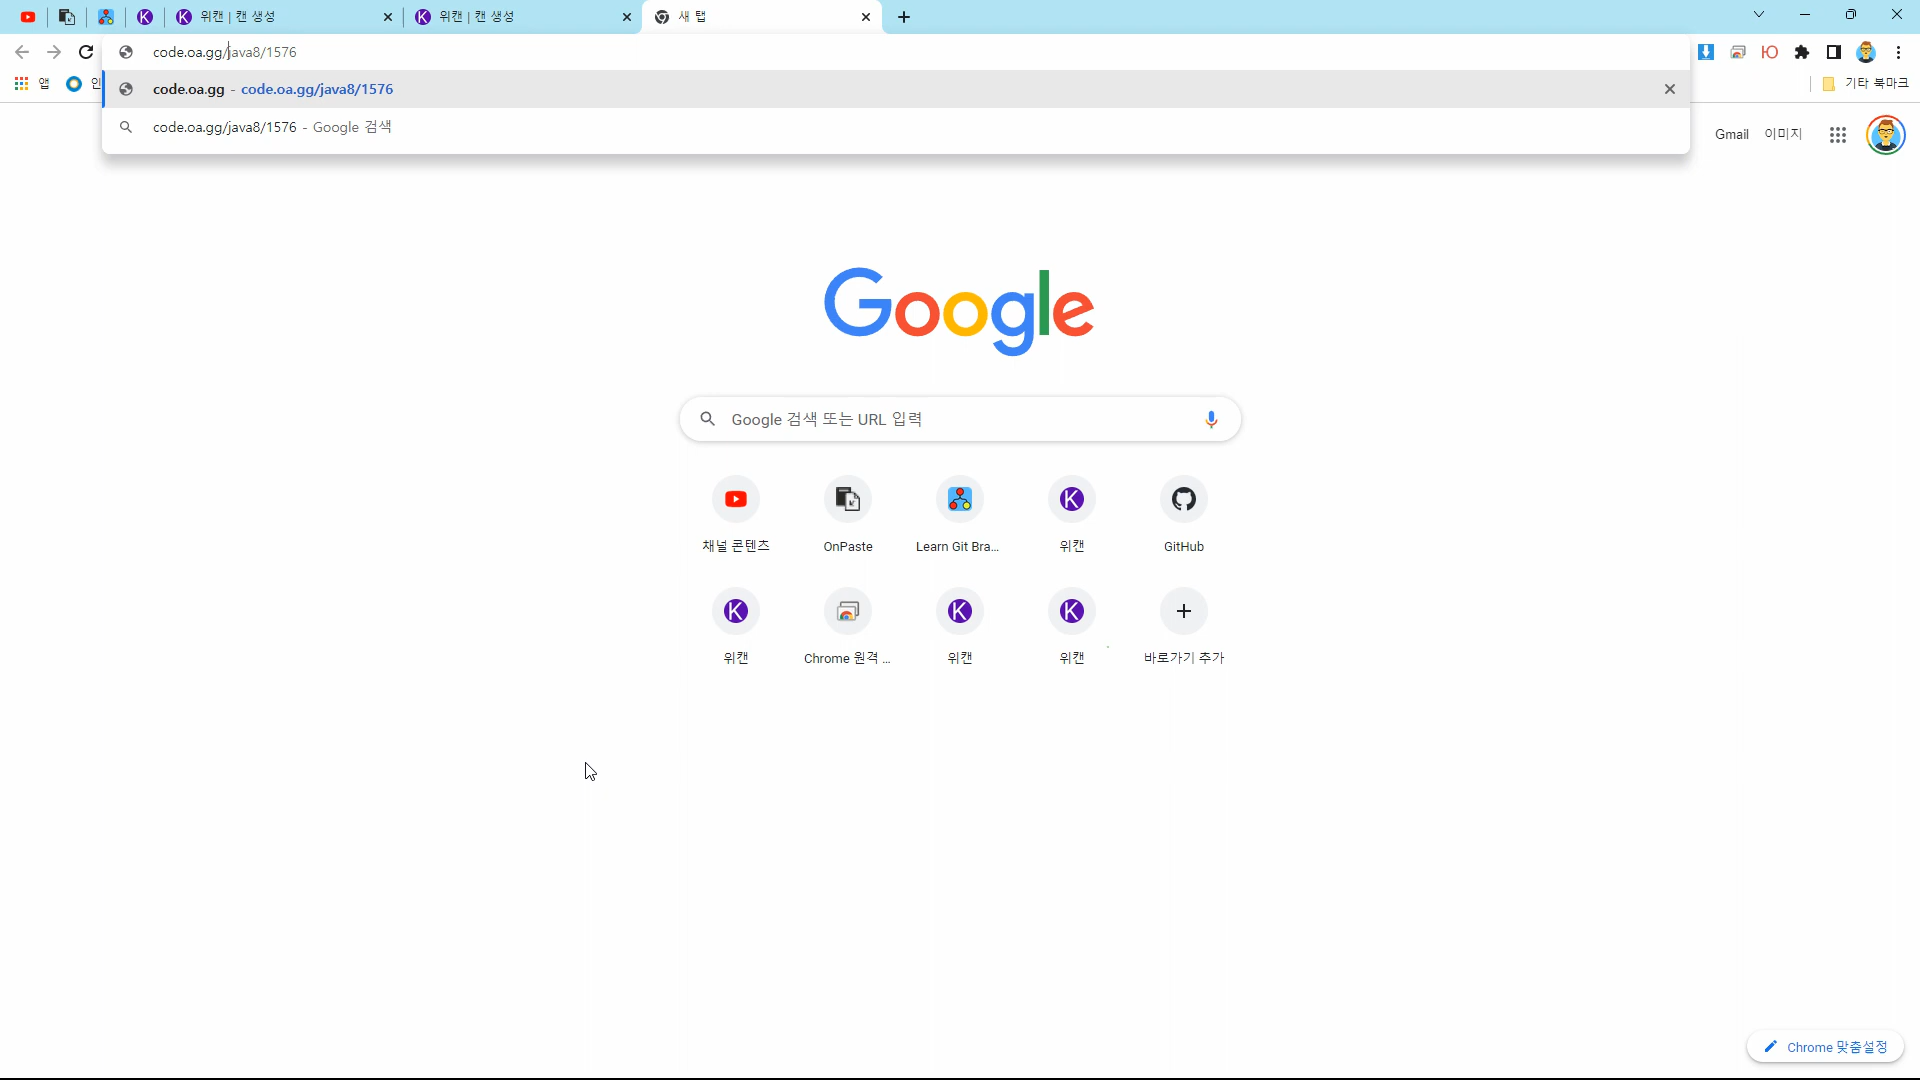 위캔 | 캔 생성
위캔 | 캔 생성
새 탭
code.oa.gg/java8/1576
앱
code.oa.gg - code.oa.gg/java8/1576
기타 북마크
code.oa.gg/java8/1576 - Google 검색
Gmail 이미지
Google
Google 검색 또는 URL 입력
채널 콘텐츠
OnPaste
Learn Git Bra...
위캔
GitHub
위캔
Chrome 원격 ...
위캔
위캔
바로가기 추가
Chrome 맞춤설정